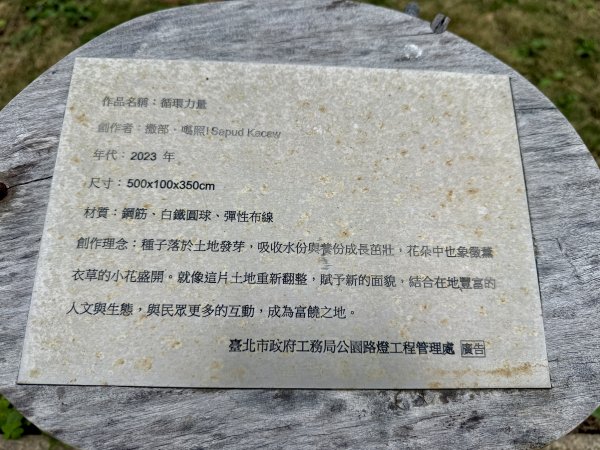 作品名稱：循環力量
創作者：撒部．噶照 Sapud Kacaw
年代：2023 年
尺寸：500x100x350cm
材質：鋼筋、白鐵圓球、彈性布線
創作理念：種子落於土地發芽，吸收水份與養份成長茁壯，花朵中也象徵薰
衣草的小花盛開。就像這片土地重新翻整，賦予新的面貌，結合在地豐富的
人文與生態，與民眾更多的互動，成為富饒之地。
臺北市政府工務局公園路燈工程管理處 廣告